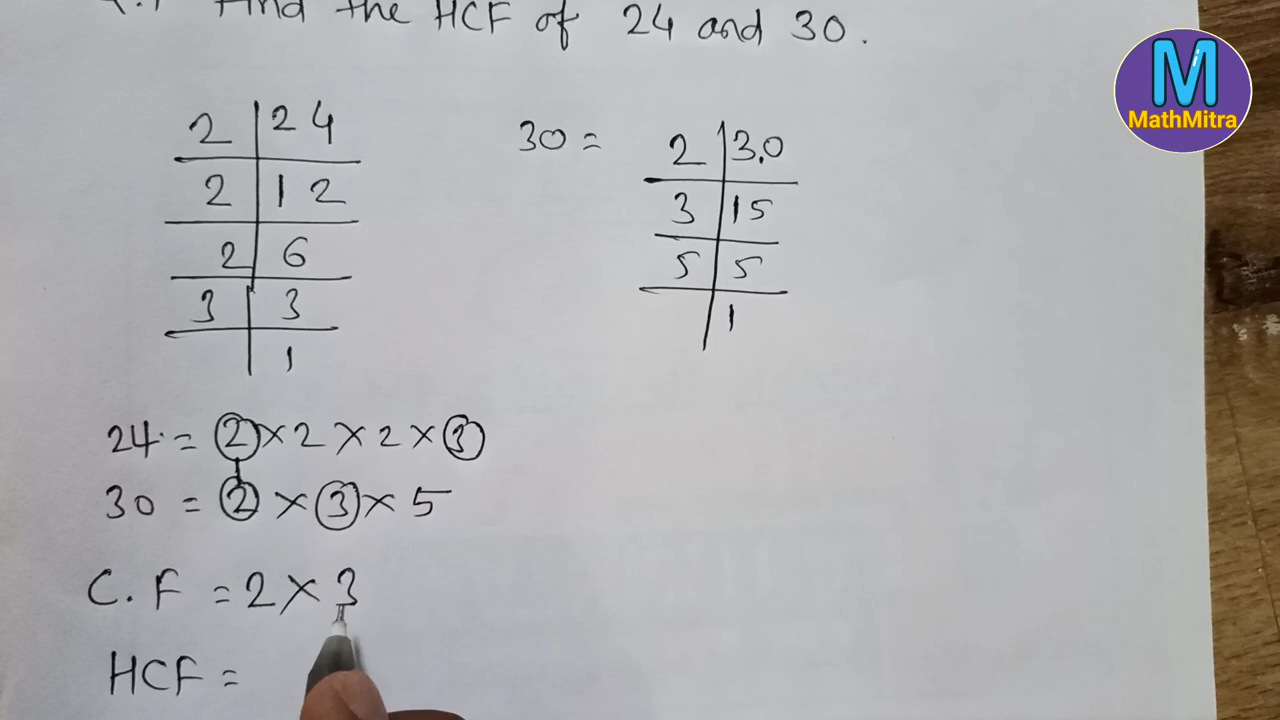 Find the HCF of 24 and 30.
2 | 24
2 | 12
2 | 6
3 | 3
1
30 =
2 | 30
3 | 15
5 | 5
1
24 = 2 × 2 × 2 × 3
30 = 2 × 3 × 5
C.F = 2 × 3
HCF =
M
MathMitra